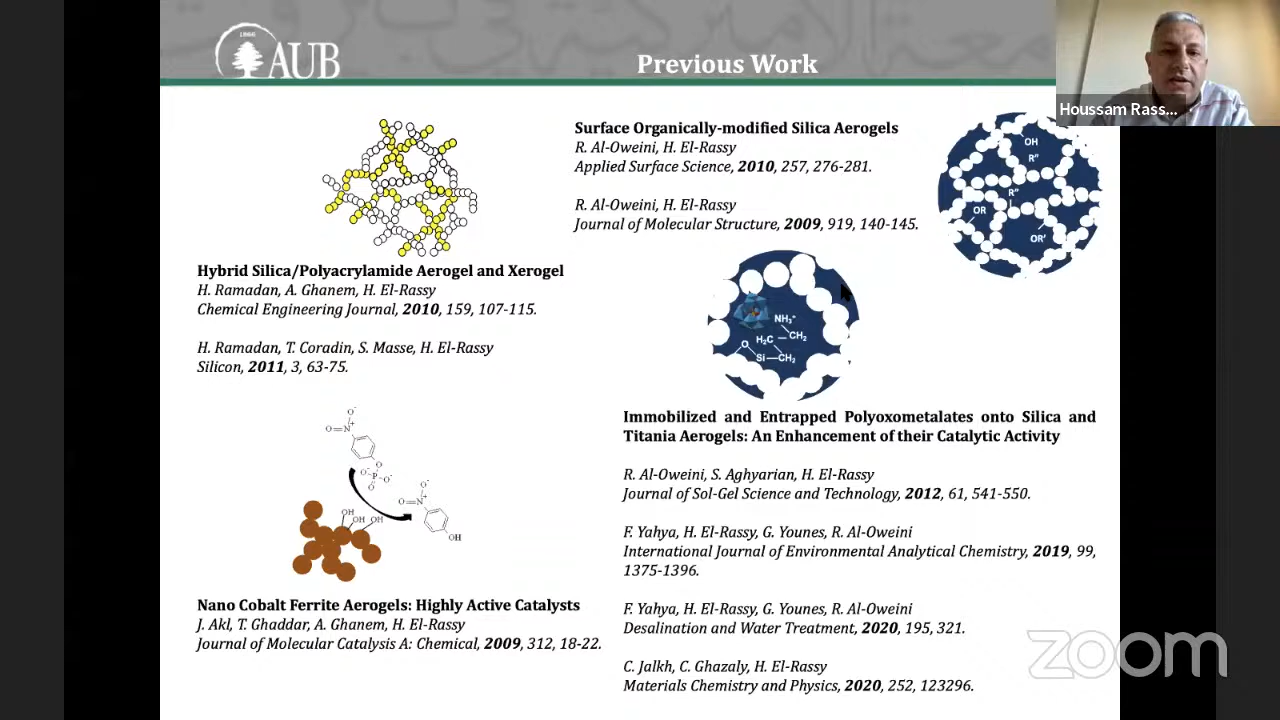 1866
AUB
Previous Work
Houssam Rass...
Hybrid Silica/Polyacrylamide Aerogel and Xerogel
H. Ramadan, A. Ghanem, H. El-Rassy
Chemical Engineering Journal, 2010, 159, 107-115.
H. Ramadan, T. Coradin, S. Masse, H. El-Rassy
Silicon, 2011, 3, 63-75.
Surface Organically-modified Silica Aerogels
R. Al-Oweini, H. El-Rassy
Applied Surface Science, 2010, 257, 276-281.
R. Al-Oweini, H. El-Rassy
Journal of Molecular Structure, 2009, 919, 140-145.
OH
R"
R"
OR
OR'
NH3+
CH2
H2C
O
Si
CH2
O-
O=N+
O
O- P O-
O
O-
O=N+
OH
OH
OH
OH
Nano Cobalt Ferrite Aerogels: Highly Active Catalysts
J. Akl, T. Ghaddar, A. Ghanem, H. El-Rassy
Journal of Molecular Catalysis A: Chemical, 2009, 312, 18-22.
Immobilized and Entrapped Polyoxometalates onto Silica and
Titania Aerogels: An Enhancement of their Catalytic Activity
R. Al-Oweini, S. Aghyarian, H. El-Rassy
Journal of Sol-Gel Science and Technology, 2012, 61, 541-550.
F. Yahya, H. El-Rassy, G. Younes, R. Al-Oweini
International Journal of Environmental Analytical Chemistry, 2019, 99,
1375-1396.
F. Yahya, H. El-Rassy, G. Younes, R. Al-Oweini
Desalination and Water Treatment, 2020, 195, 321.
C. Jalkh, C. Ghazaly, H. El-Rassy
Materials Chemistry and Physics, 2020, 252, 123296.
zoom